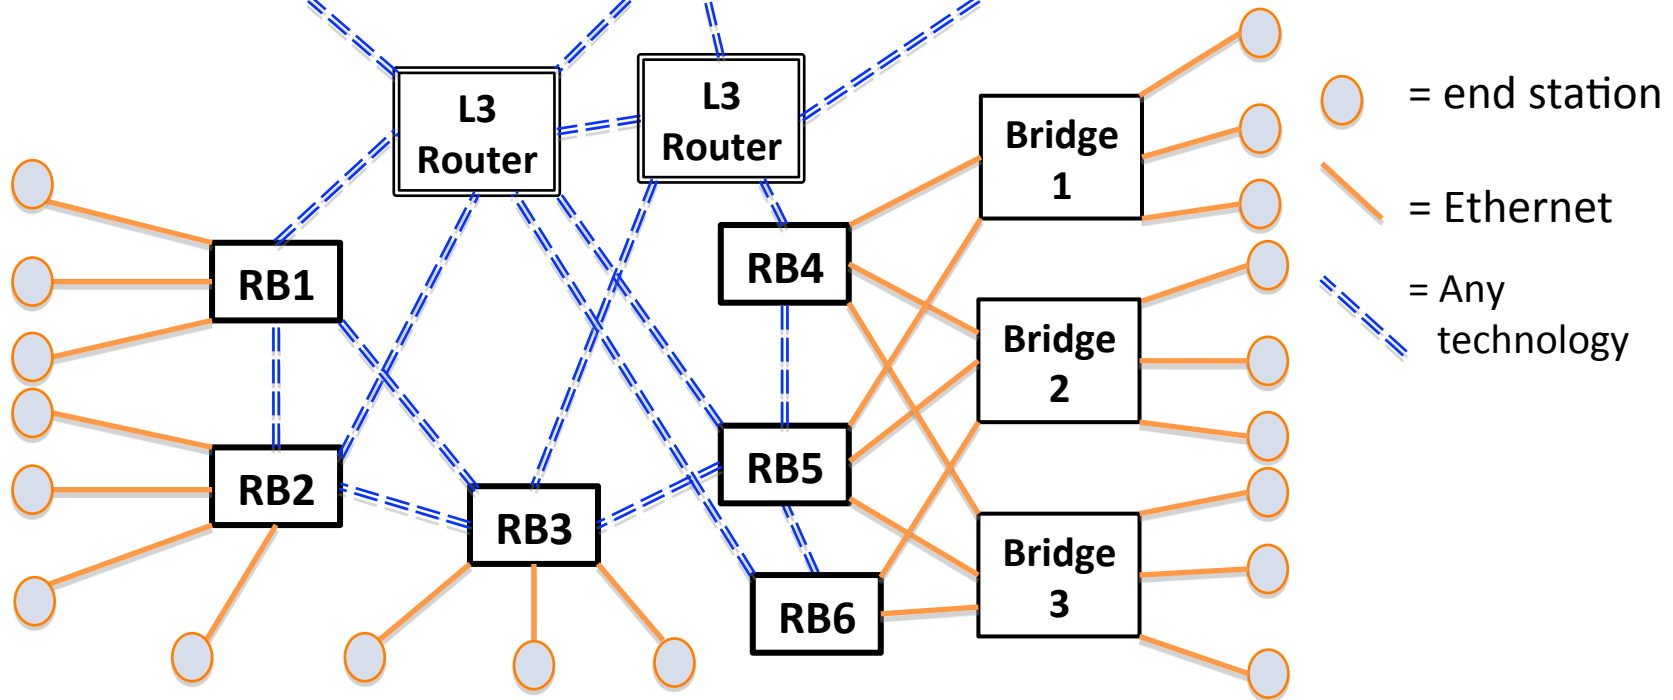 L3
Router
L3
Router
Bridge
1
= end station
= Ethernet
= Any
technology
RB1
RB4
Bridge
2
RB2
RB3
RB5
Bridge
3
RB6